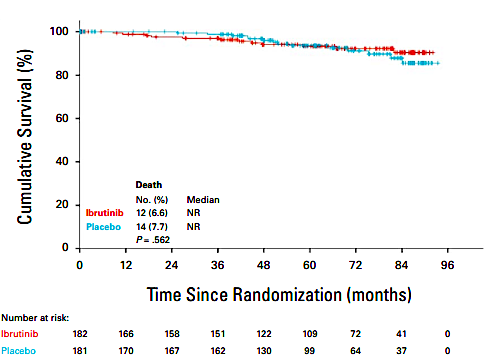 Cumulative Survival (%)
100
80
60
40
20
0
Death
No. (%) Median
Ibrutinib 12 (6.6) NR
Placebo 14 (7.7) NR
P = .562
0 12 24 36 48 60 72 84 96
Time Since Randomization (months)
Number at risk:
Ibrutinib 182 166 158 151 122 109 72 41 0
Placebo 181 170 167 162 130 99 64 37 0